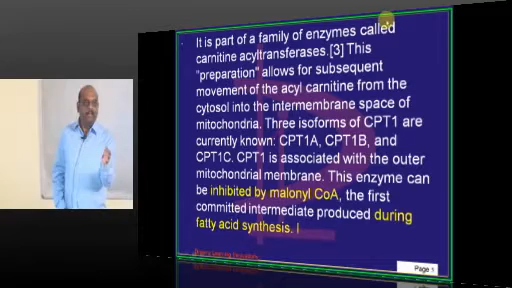 It is part of a family of enzymes called
carnitine acyltransferases.[3] This
"preparation" allows for subsequent
movement of the acyl carnitine from the
cytosol into the intermembrane space of
mitochondria. Three isoforms of CPT1 are
currently known: CPT1A, CPT1B, and
CPT1C. CPT1 is associated with the outer
mitochondrial membrane. This enzyme can
be inhibited by malonyl CoA, the first
committed intermediate produced during
fatty acid synthesis. I
Page 1